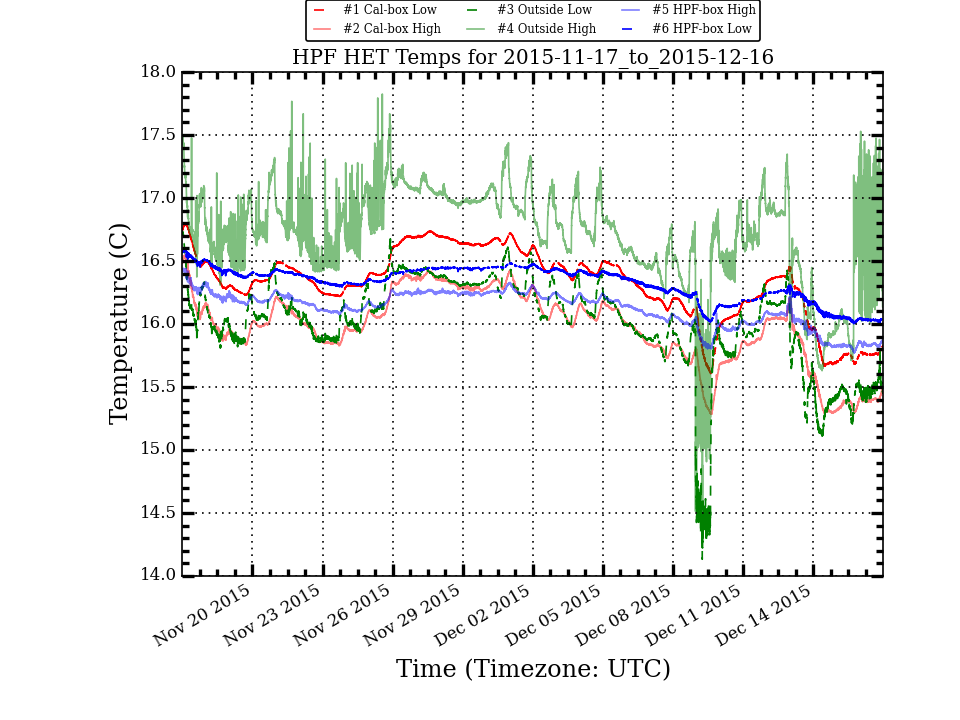 #1 Cal-box Low #3 Outside Low #5 HPF-box High
#2 Cal-box High #4 Outside High #6 HPF-box Low
HPF HET Temps for 2015-11-17_to_2015-12-16
18.0
17.5
17.0
16.5
16.0
15.5
15.0
14.5
14.0
Temperature (C)
Nov 20 2015 Nov 23 2015 Nov 26 2015 Nov 29 2015 Dec 02 2015 Dec 05 2015 Dec 08 2015 Dec 11 2015 Dec 14 2015
Time (Timezone: UTC)